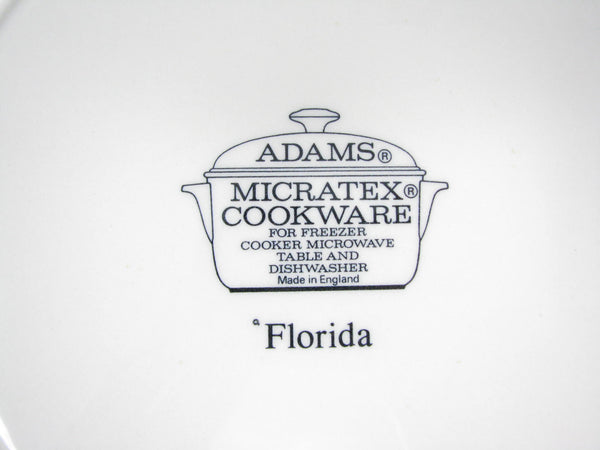 ADAMS®
MICRATEX®
COOKWARE
FOR FREEZER
COOKER MICROWAVE
TABLE AND
DISHWASHER
Made in England
Florida